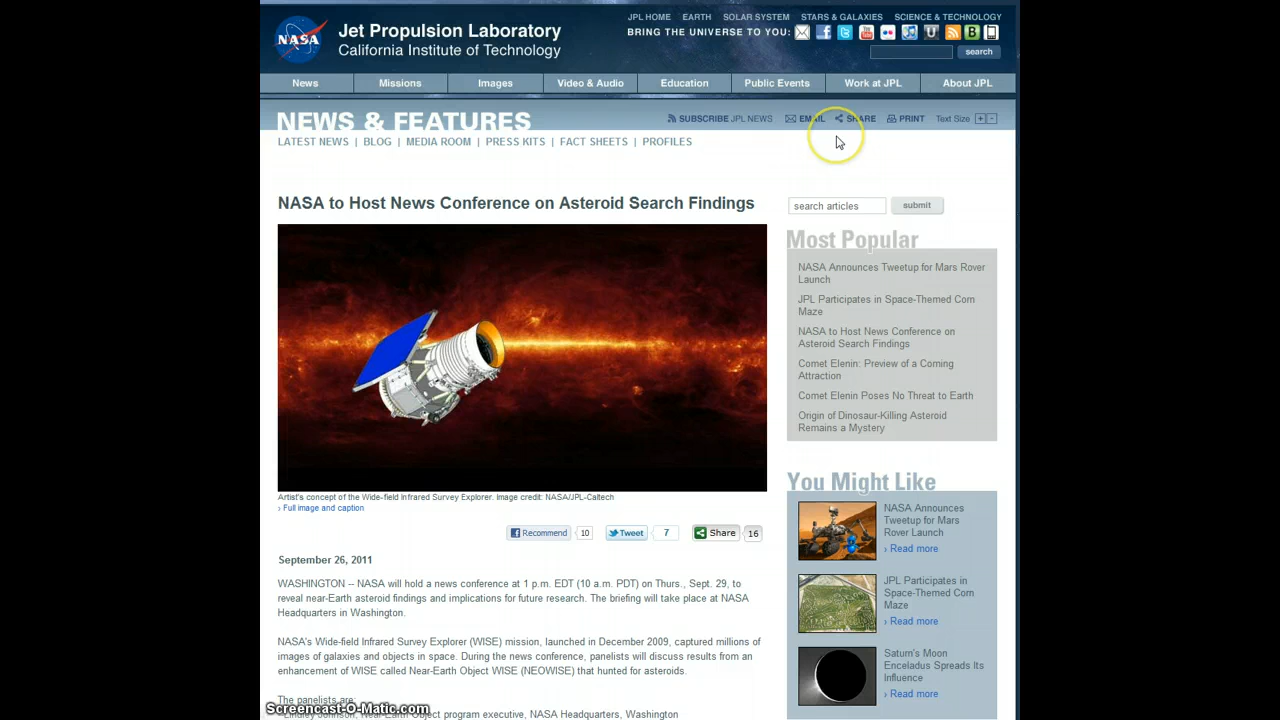 JPL HOME EARTH SOLAR SYSTEM STARS & GALAXIES SCIENCE & TECHNOLOGY
NASA
Jet Propulsion Laboratory
California Institute of Technology
BRING THE UNIVERSE TO YOU:
search
News Missions Images Video & Audio Education Public Events Work at JPL About JPL
NEWS & FEATURES
SUBSCRIBE JPL NEWS EMAIL SHARE PRINT Text Size + -
LATEST NEWS | BLOG | MEDIA ROOM | PRESS KITS | FACT SHEETS | PROFILES
NASA to Host News Conference on Asteroid Search Findings
Artist's concept of the Wide-field Infrared Survey Explorer. Image credit: NASA/JPL-Caltech
› Full image and caption
Recommend 10 Tweet 7 Share 16
September 26, 2011
WASHINGTON -- NASA will hold a news conference at 1 p.m. EDT (10 a.m. PDT) on Thurs., Sept. 29, to
reveal near-Earth asteroid findings and implications for future research. The briefing will take place at NASA
Headquarters in Washington.
NASA's Wide-field Infrared Survey Explorer (WISE) mission, launched in December 2009, captured millions of
images of galaxies and objects in space. During the news conference, panelists will discuss results from an
enhancement of WISE called Near-Earth Object WISE (NEOWISE) that hunted for asteroids.
The panelists are:
Lindley Johnson, Near-Earth Object program executive, NASA Headquarters, Washington
search articles submit
Most Popular
NASA Announces Tweetup for Mars Rover
Launch
JPL Participates in Space-Themed Corn
Maze
NASA to Host News Conference on
Asteroid Search Findings
Comet Elenin: Preview of a Coming
Attraction
Comet Elenin Poses No Threat to Earth
Origin of Dinosaur-Killing Asteroid
Remains a Mystery
You Might Like
NASA Announces
Tweetup for Mars
Rover Launch
› Read more
JPL Participates in
Space-Themed Corn
Maze
› Read more
Saturn's Moon
Enceladus Spreads Its
Influence
› Read more
Screencast-O-Matic.com